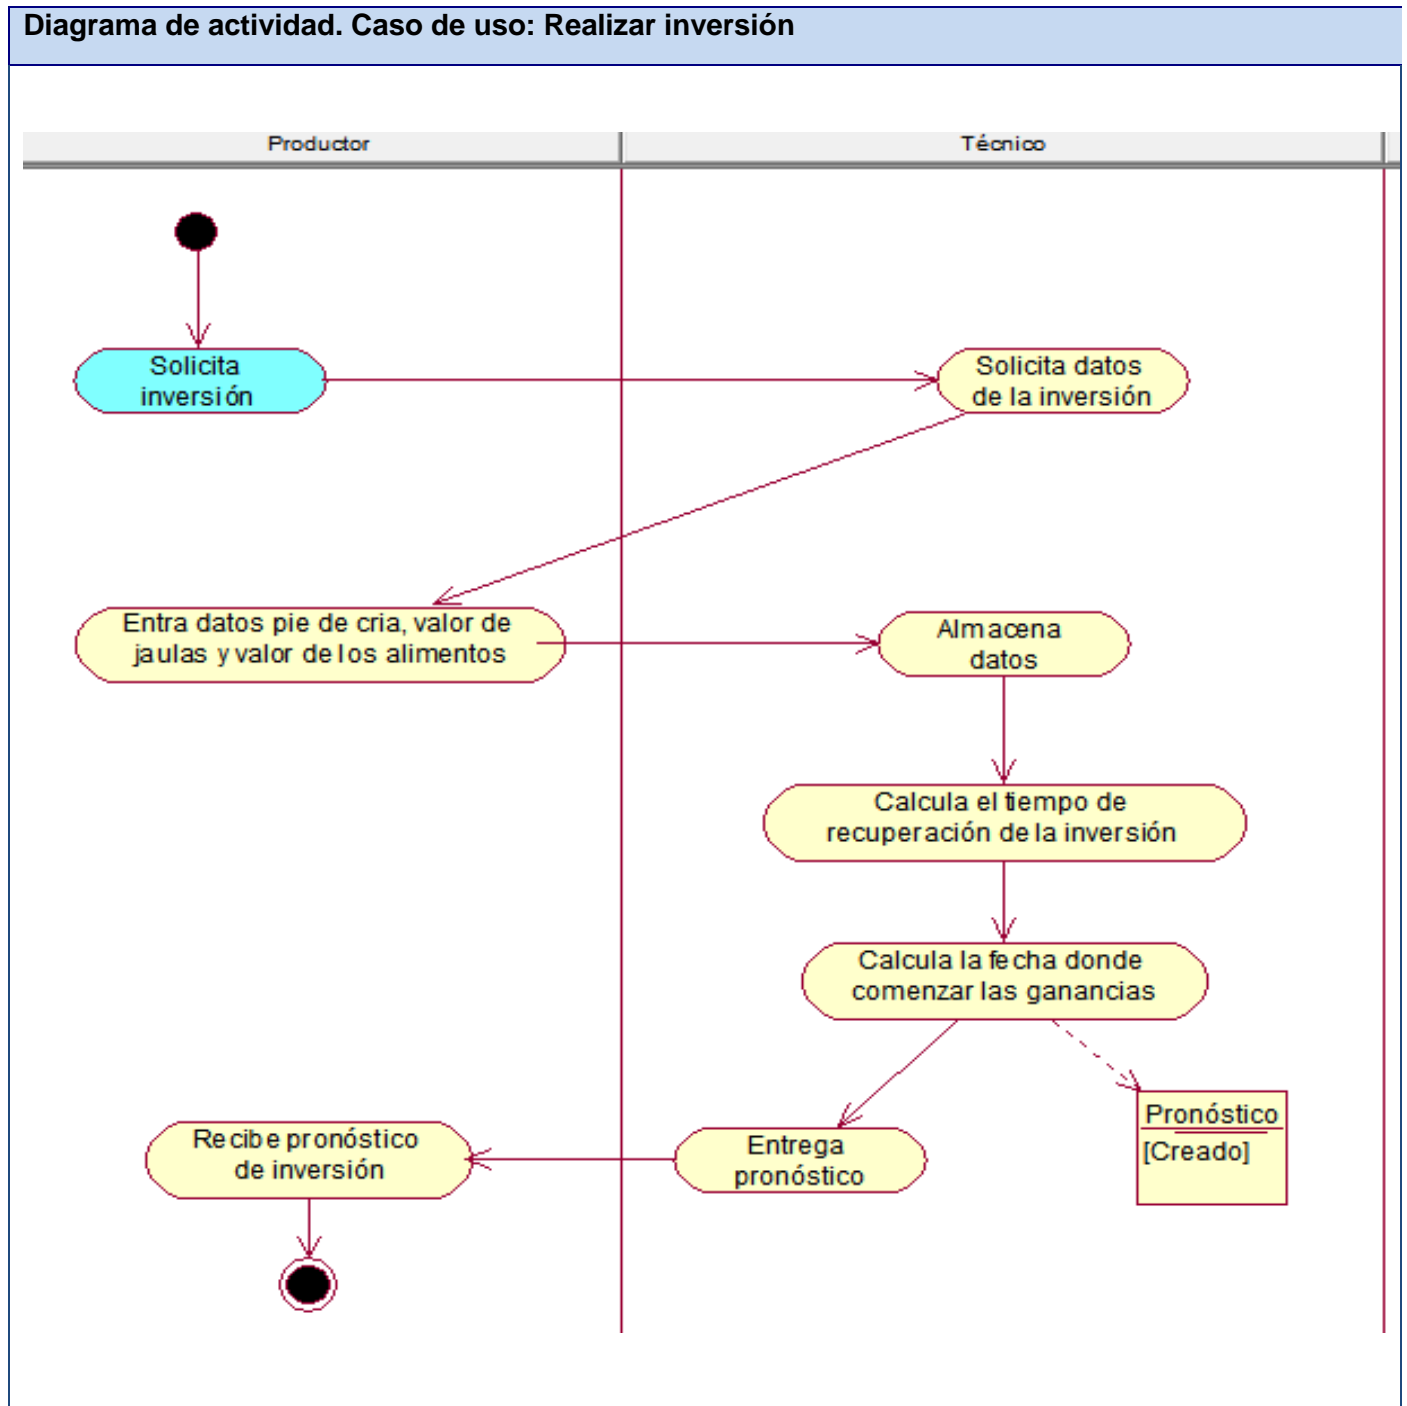 Diagrama de actividad. Caso de uso: Realizar inversión
Productor
Técnico
Solicita
inversión
Solicita datos
de la inversión
Entra datos pie de cria, valor de
jaulas y valor de los alimentos
Almacena
datos
Calcula el tiempo de
recuperación de la inversión
Calcula la fecha donde
comenzar las ganancias
Recibe pronóstico
de inversión
Entrega
pronóstico
Pronóstico
[Creado]